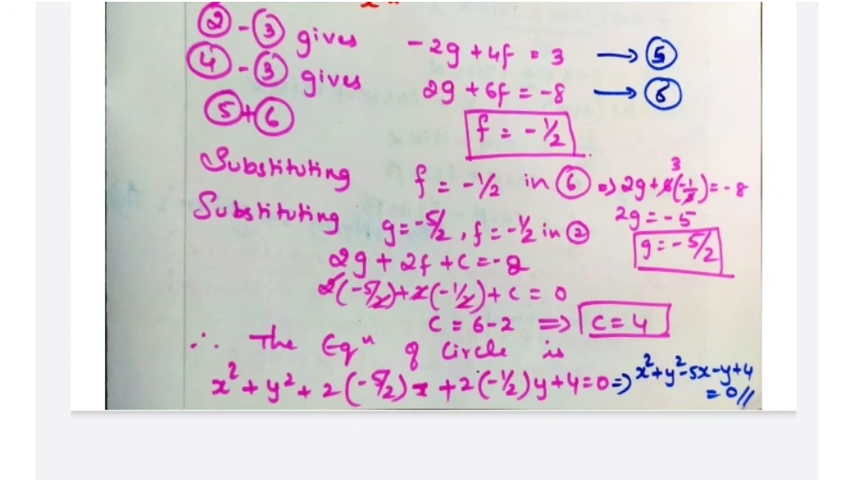 ② - ③ gives -2g + 4f = 3 → ⑤
④ - ③ gives 2g + 6f = -8 → ⑥
⑤ + ⑥ f = -1/2
Substituting f = -1/2 in ⑥ ⇒ 2g + 6(-1/2) = -8
3
2g = -5
g = -5/2
Substituting g = -5/2, f = -1/2 in ②
2g + 2f + c = -2
2(-5/2) + 2(-1/2) + c = 0
c = 6-2 ⇒ c = 4
∴ The Eqⁿ of Circle is
x² + y² + 2(-5/2)x + 2(-1/2)y + 4 = 0 ⇒ x² + y² - 5x - y + 4 = 0 //